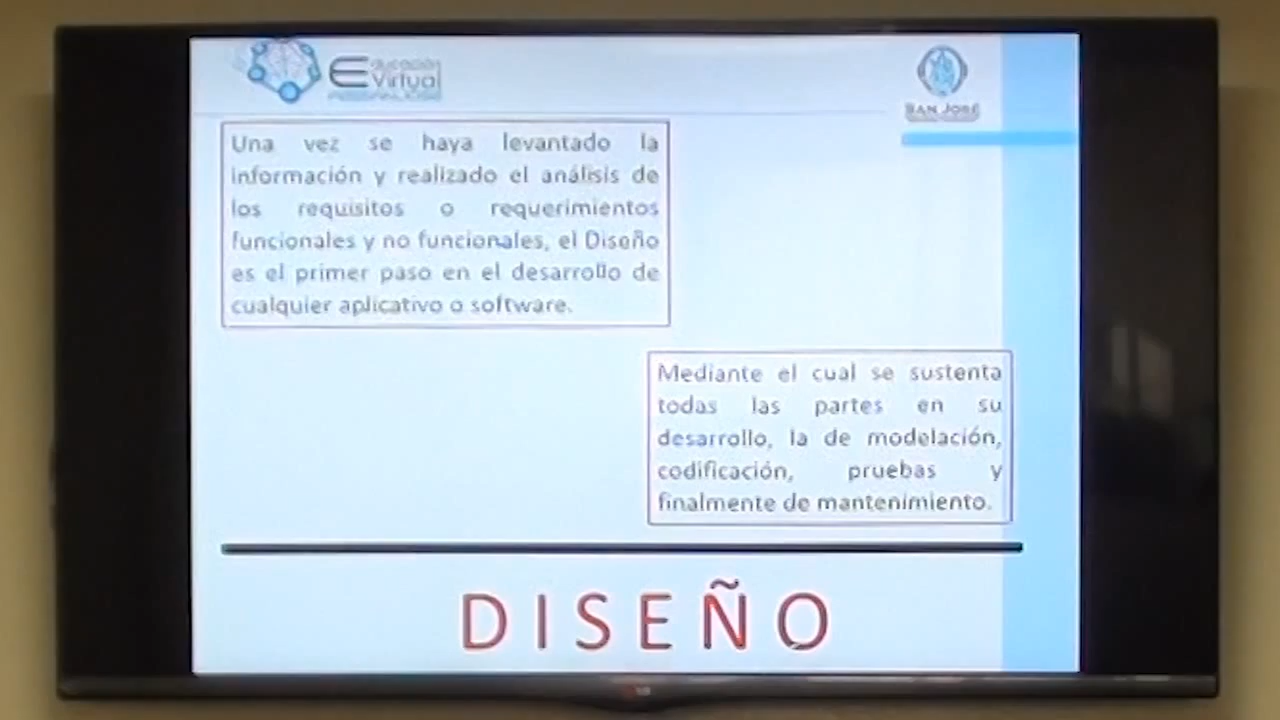 Educación
Virtual
SAN JOSÉ
Una vez se haya levantado la
información y realizado el análisis de
los requisitos o requerimientos
funcionales y no funcionales, el Diseño
es el primer paso en el desarrollo de
cualquier aplicativo o software.
Mediante el cual se sustenta
todas las partes en su
desarrollo, la de modelación,
codificación, pruebas y
finalmente de mantenimiento.
DISEÑO